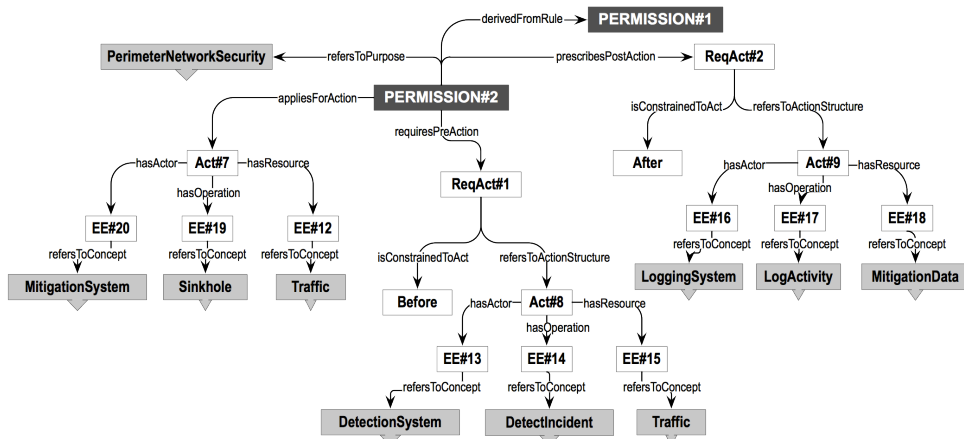 derivedFromRule
PERMISSION#1
PerimeterNetworkSecurity
refersToPurpose
prescribesPostAction
ReqAct#2
appliesForAction
PERMISSION#2
requiresPreAction
isConstrainedToAct
refersToActionStructure
hasActor
Act#7
hasResource
hasOperation
ReqAct#1
After
hasActor
Act#9
hasResource
hasOperation
EE#20
EE#19
EE#12
EE#16
EE#17
EE#18
refersToConcept
refersToConcept
refersToConcept
refersToConcept
refersToConcept
refersToConcept
MitigationSystem
Sinkhole
Traffic
isConstrainedToAct
refersToActionStructure
LoggingSystem
LogActivity
MitigationData
Before
hasActor
Act#8
hasResource
hasOperation
EE#13
EE#14
EE#15
refersToConcept
refersToConcept
refersToConcept
DetectionSystem
DetectIncident
Traffic